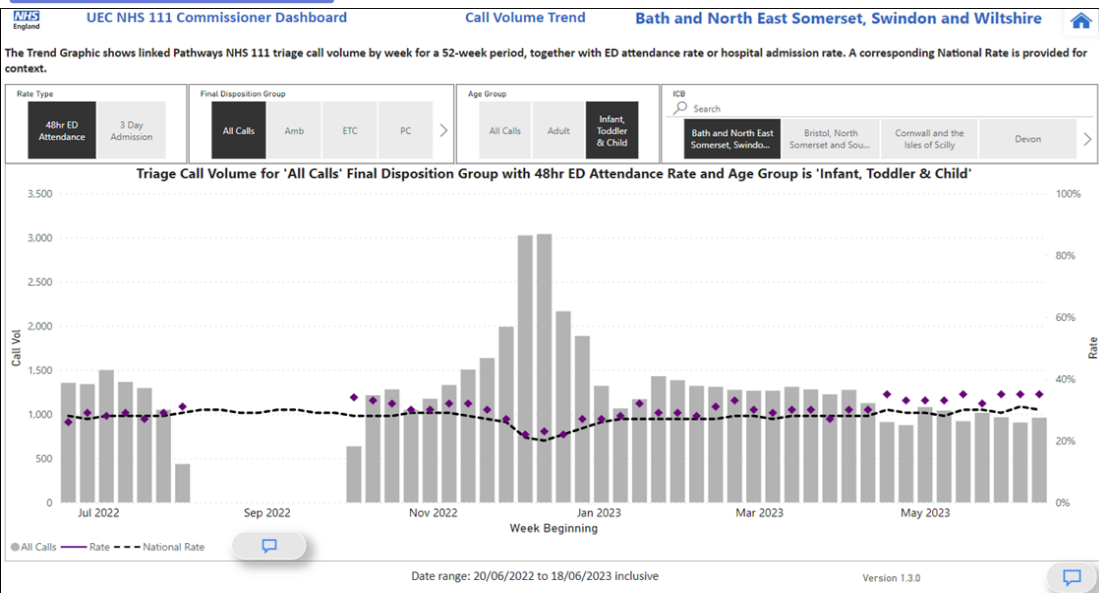 NHS
England
UEC NHS 111 Commissioner Dashboard
Call Volume Trend
Bath and North East Somerset, Swindon and Wiltshire
The Trend Graphic shows linked Pathways NHS 111 triage call volume by week for a 52-week period, together with ED attendance rate or hospital admission rate. A corresponding National Rate is provided for
context.
Rate Type
48hr ED
Attendance
3 Day
Admission
Final Disposition Group
All Calls
Amb
ETC
PC
Age Group
All Calls
Adult
Infant,
Toddler
& Child
ICB
Search
Bath and North East
Somerset, Swindo...
Bristol, North
Somerset and Sou...
Cornwall and the
Isles of Scilly
Devon
Triage Call Volume for 'All Calls' Final Disposition Group with 48hr ED Attendance Rate and Age Group is 'Infant, Toddler & Child'
3,500
3,000
2,500
2,000
1,500
1,000
500
0
Call Vol
100%
80%
60%
40%
20%
0%
Rate
Jul 2022
Sep 2022
Nov 2022
Jan 2023
Mar 2023
May 2023
Week Beginning
All Calls
Rate
National Rate
Date range: 20/06/2022 to 18/06/2023 inclusive
Version 1.3.0